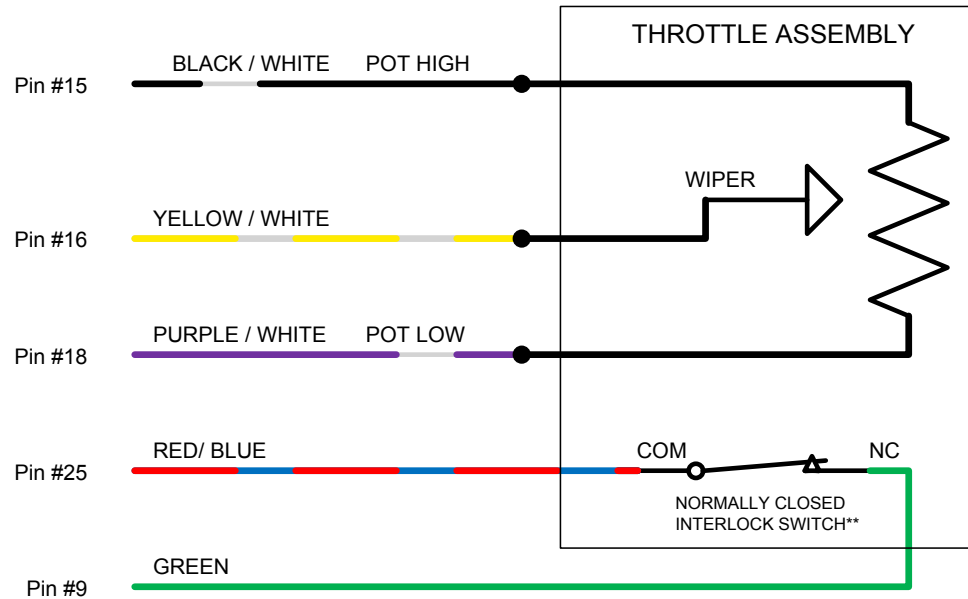 THROTTLE ASSEMBLY
Pin #15
BLACK / WHITE
POT HIGH
WIPER
Pin #16
YELLOW / WHITE
Pin #18
PURPLE / WHITE
POT LOW
Pin #25
RED/ BLUE
COM
NC
NORMALLY CLOSED
INTERLOCK SWITCH**
Pin #9
GREEN